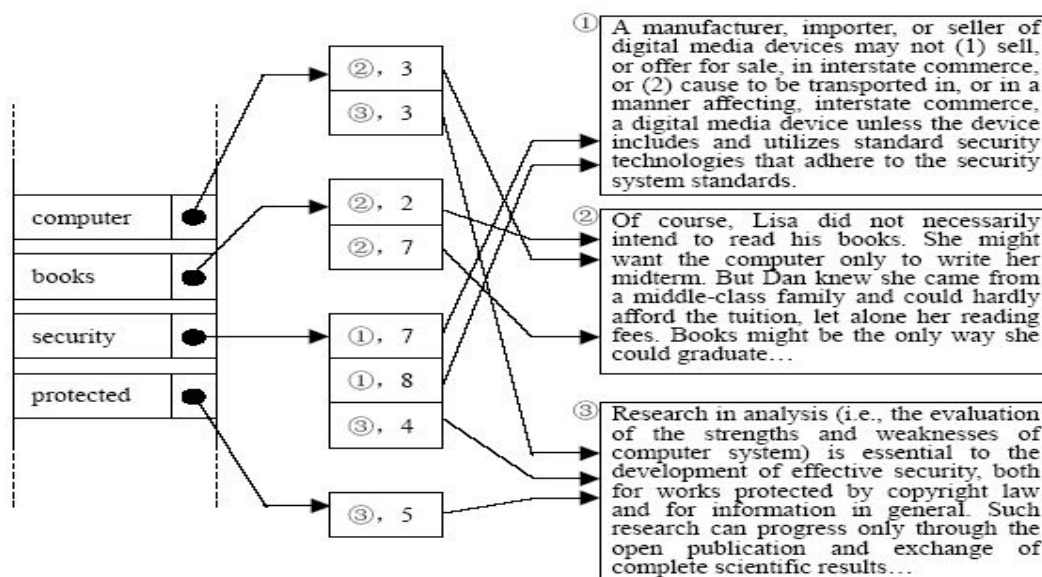 computer
books
security
protected
②, 3
③, 3
②, 2
②, 7
①, 7
①, 8
③, 4
③, 5
①
A manufacturer, importer, or seller of
digital media devices may not (1) sell,
or offer for sale, in interstate commerce,
or (2) cause to be transported in, or in a
manner affecting, interstate commerce,
a digital media device unless the device
includes and utilizes standard security
technologies that adhere to the security
system standards.
②
Of course, Lisa did not necessarily
intend to read his books. She might
want the computer only to write her
midterm. But Dan knew she came from
a middle-class family and could hardly
afford the tuition, let alone her reading
fees. Books might be the only way she
could graduate…
③
Research in analysis (i.e., the evaluation
of the strengths and weaknesses of
computer system) is essential to the
development of effective security, both
for works protected by copyright law
and for information in general. Such
research can progress only through the
open publication and exchange of
complete scientific results…